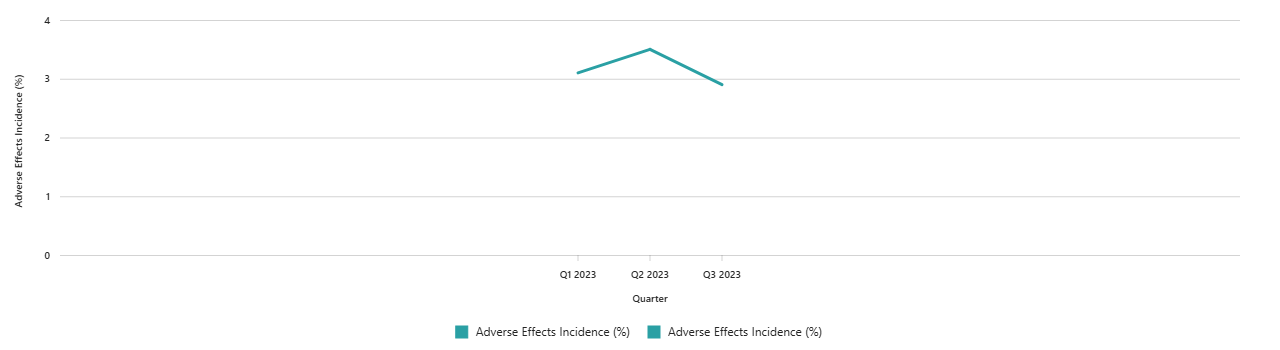 4
3
2
1
0
Adverse Effects Incidence (%)
Q1 2023 Q2 2023 Q3 2023
Quarter
Adverse Effects Incidence (%) Adverse Effects Incidence (%)